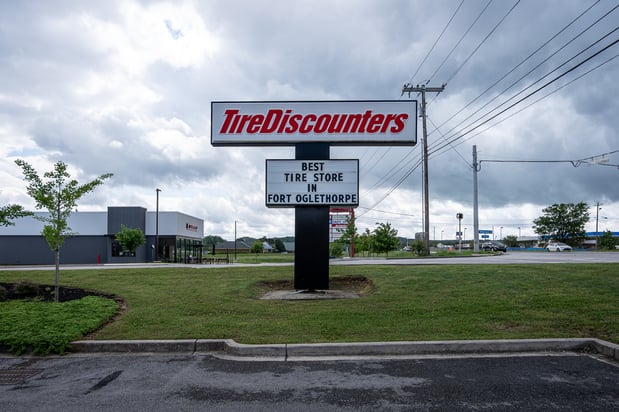 TireDiscounters
BEST
TIRE STORE
IN
FORT OGLETHORPE